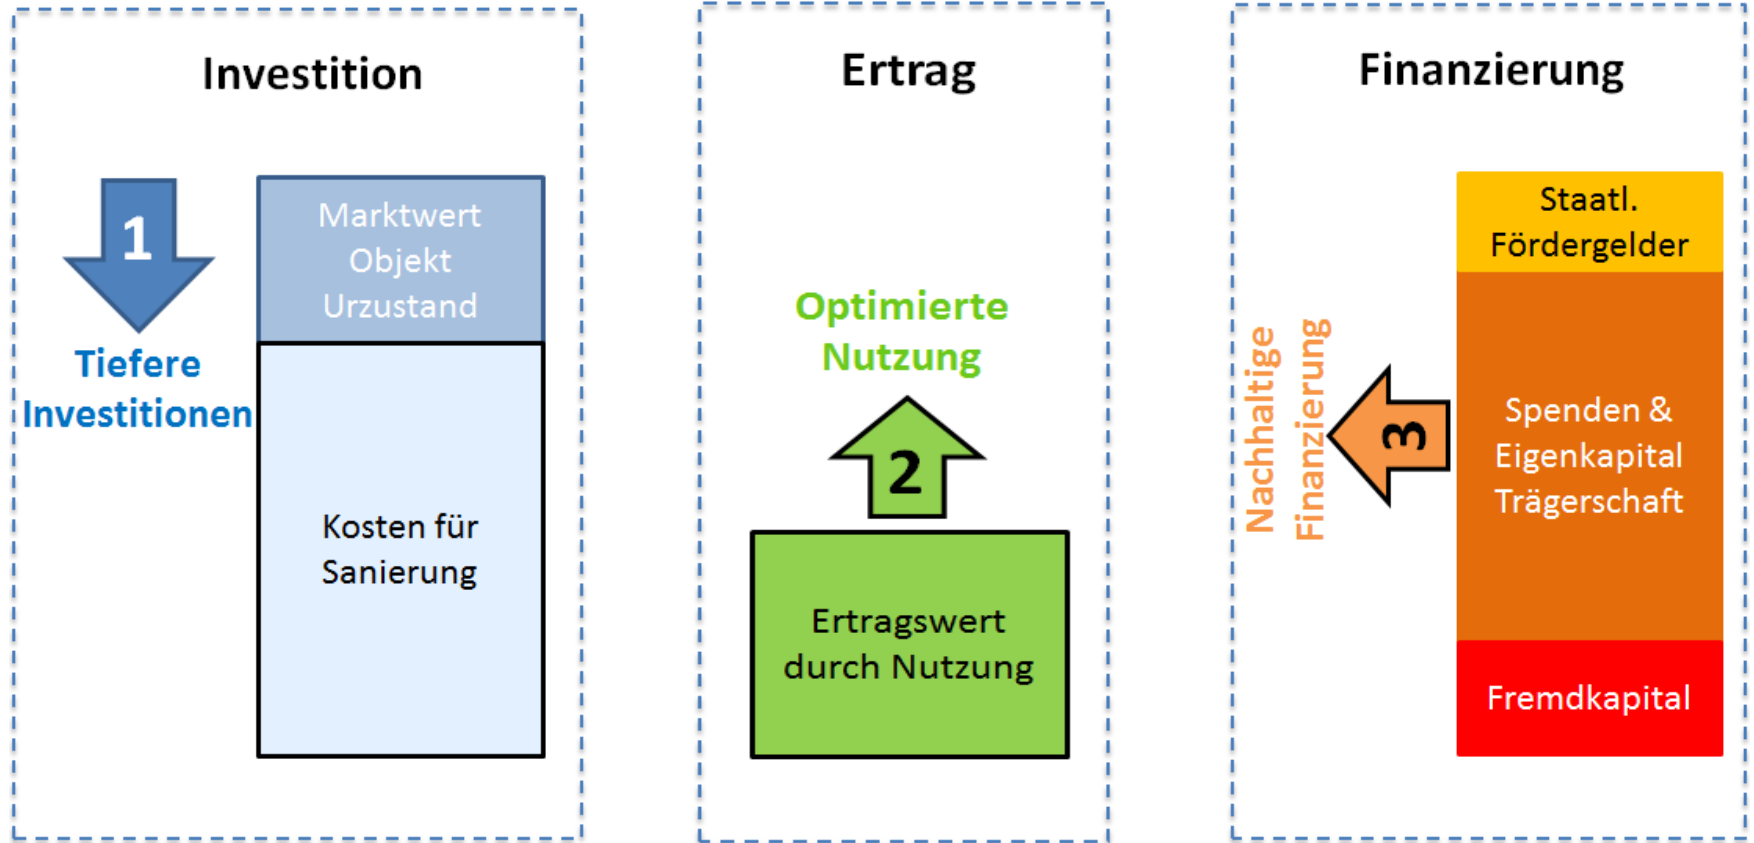 Investition
1
Tiefere
Investitionen
Marktwert
Objekt
Urzustand
Kosten für
Sanierung
Ertrag
Optimierte
Nutzung
2
Ertragswert
durch Nutzung
Finanzierung
Nachhaltige
Finanzierung
3
Staatl.
Fördergelder
Spenden &
Eigenkapital
Trägerschaft
Fremdkapital